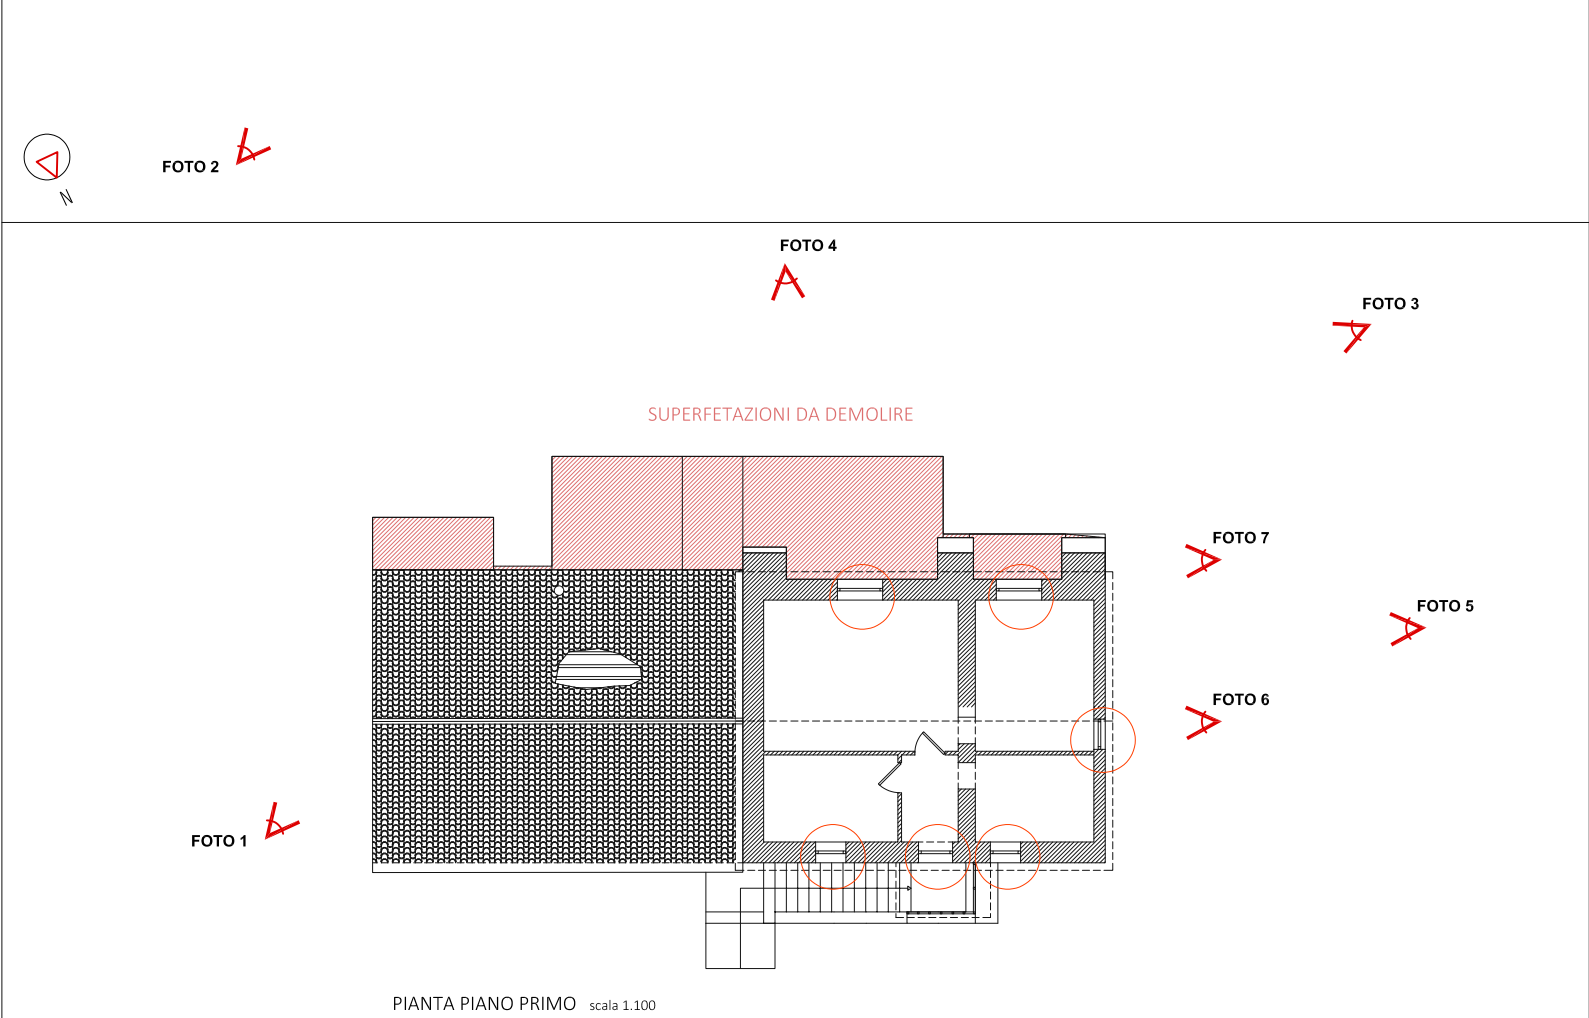 FOTO 2
N
FOTO 4
FOTO 3
SUPERFETAZIONI DA DEMOLIRE
FOTO 7
FOTO 5
FOTO 6
FOTO 1
PIANTA PIANO PRIMO scala 1.100